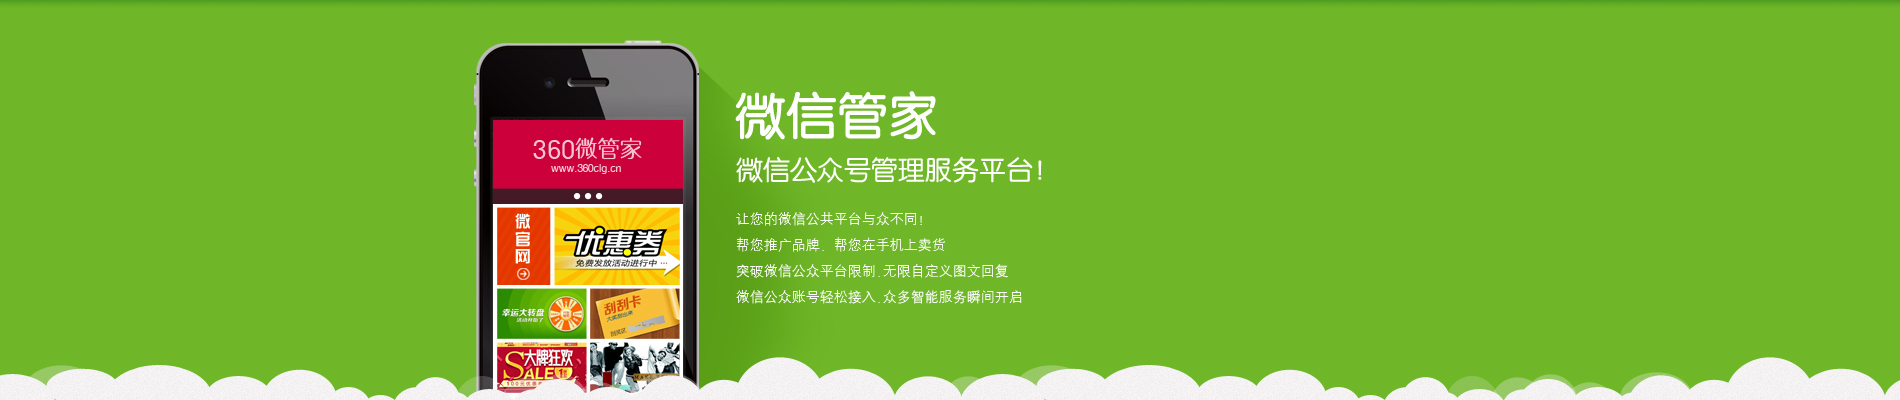 360微管家
www.360clg.cn
微官网
优惠券
免费发放活动进行中 ···
幸运大转盘
刮刮卡
大牌狂欢
SALE
微信管家
微信公众号管理服务平台!
让您的微信公共平台与众不同!
帮您推广品牌, 帮您在手机上卖货
突破微信公众平台限制,无限自定义图文回复
微信公众账号轻松接入,众多智能服务瞬间开启